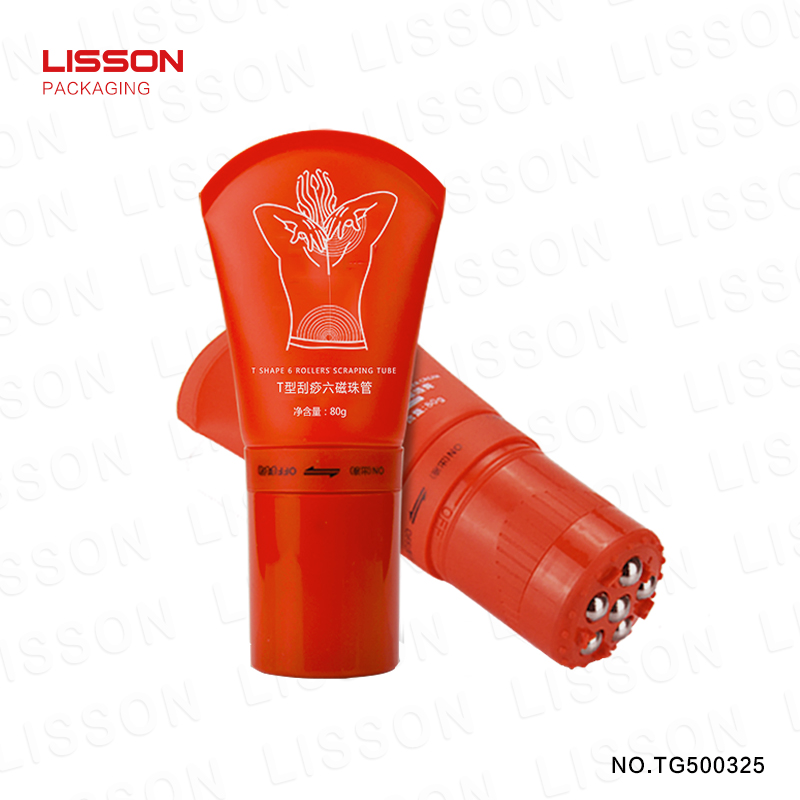 LISSON
PACKAGING
T SHAPE 6 ROLLERS SCRAPING TUBE
T型刮痧六磁珠管
净含量：80g
NO.TG500325